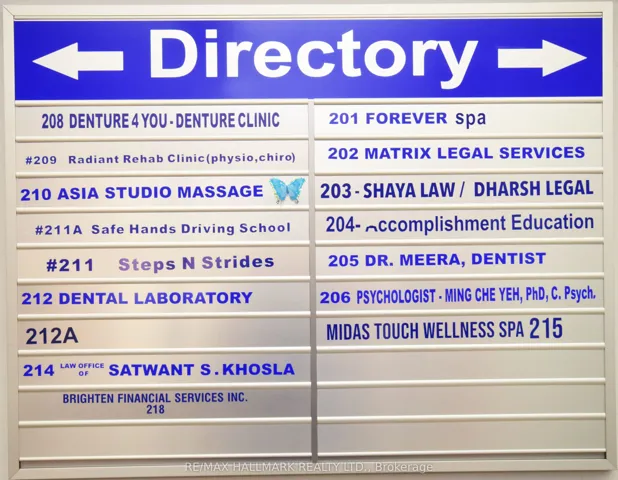 Directory
208 DENTURE 4 YOU - DENTURE CLINIC
#209 Radiant Rehab Clinic(physio,chiro)
210 ASIA STUDIO MASSAGE
#211A Safe Hands Driving School
#211 Steps N Strides
212 DENTAL LABORATORY
212A
214 LAW OFFICE OF SATWANT S. KHOSLA
BRIGHTEN FINANCIAL SERVICES INC.
218
201 FOREVER spa
202 MATRIX LEGAL SERVICES
203 - SHAYA LAW / DHARSH LEGAL
204- ccomplishment Education
205 DR. MEERA, DENTIST
206 PSYCHOLOGIST - MING CHE YEH, PhD, C. Psych.
MIDAS TOUCH WELLNESS SPA 215
RE/MAX HALLMARK REALTY LTD., Brokerage